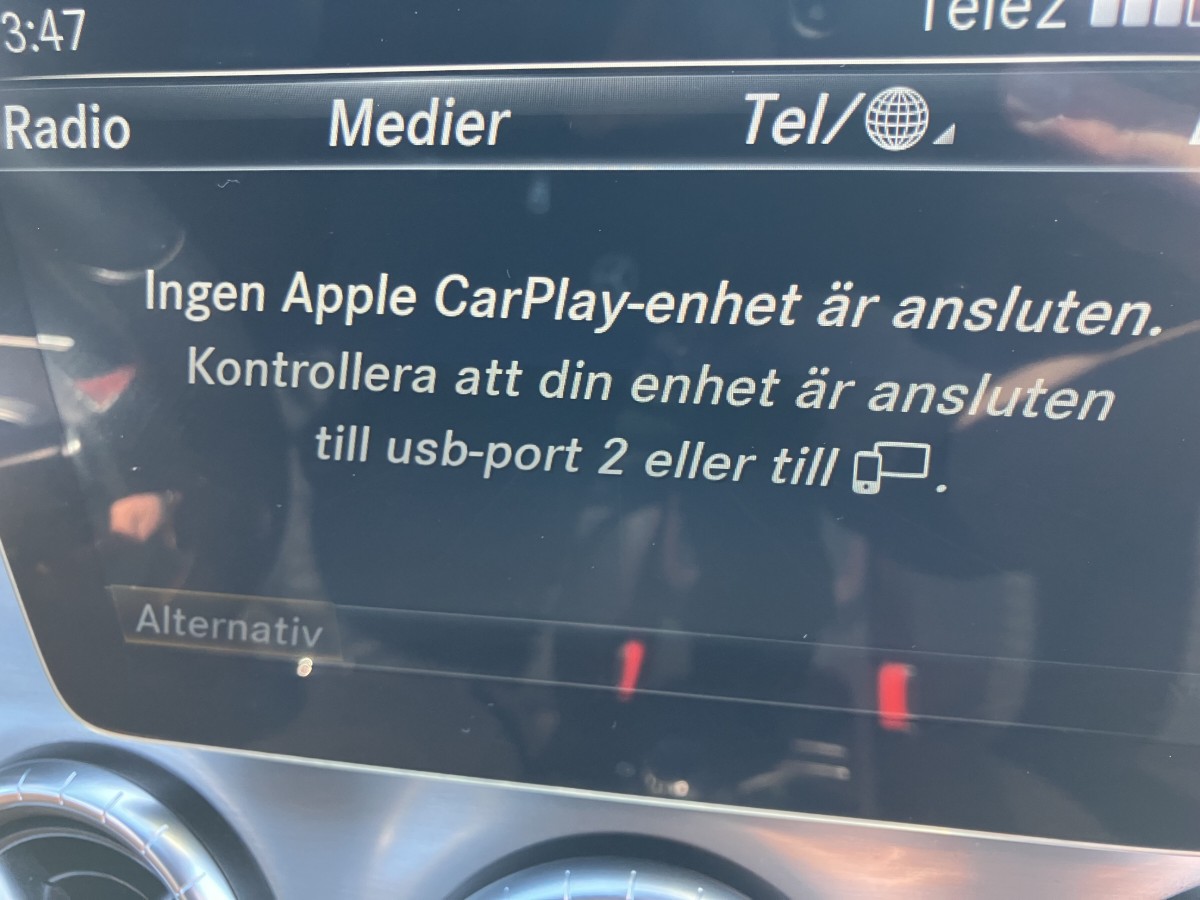 3:47
Tele2
Radio Medier Tel/
Ingen Apple CarPlay-enhet är ansluten.
Kontrollera att din enhet är ansluten
till usb-port 2 eller till .
Alternativ